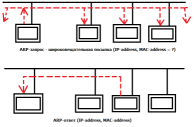 ARP-запрос - широковещательная посылка (IP-address, MAC-address - ?)
ARP-ответ (IP-address, MAC-address)